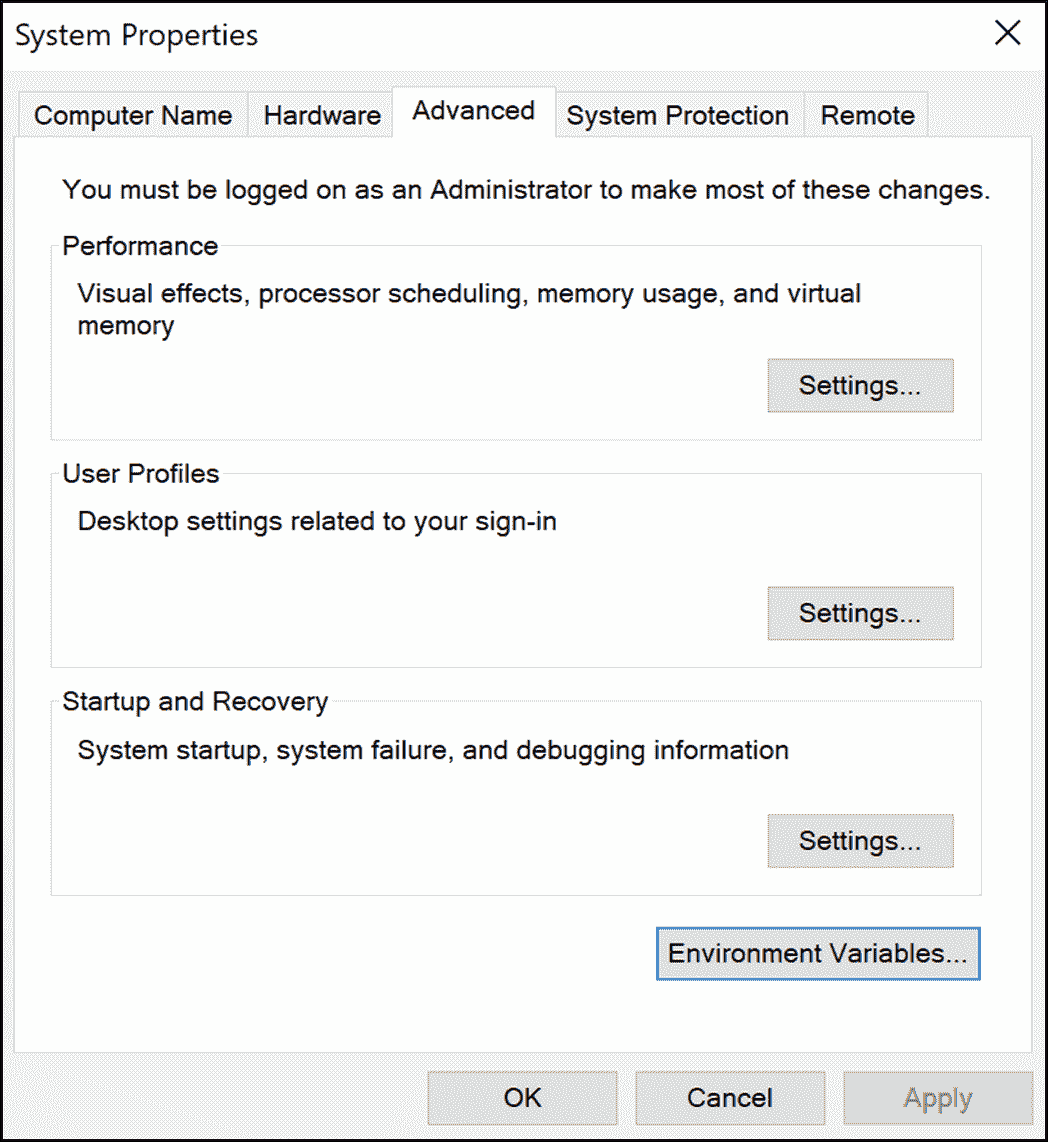 System Properties
Computer Name
Hardware
Advanced
System Protection
Remote
You must be logged on as an Administrator to make most of these changes.
Performance
Visual effects, processor scheduling, memory usage, and virtual
memory
Settings...
User Profiles
Desktop settings related to your sign-in
Settings...
Startup and Recovery
System startup, system failure, and debugging information
Settings...
Environment Variables...
OK
Cancel
Apply